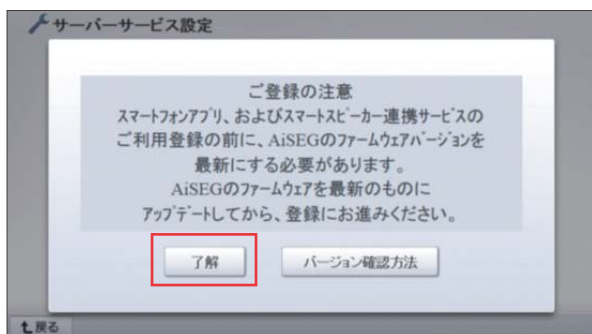 サーバーサービス設定
ご登録の注意
スマートフォンアプリ、およびスマートスピーカー連携サービスの
ご利用登録の前に、AiSEGのファームウェアバージョンを
最新にする必要があります。
AiSEGのファームウェアを最新のものに
アップデートしてから、登録にお進みください。
了解
バージョン確認方法
戻る